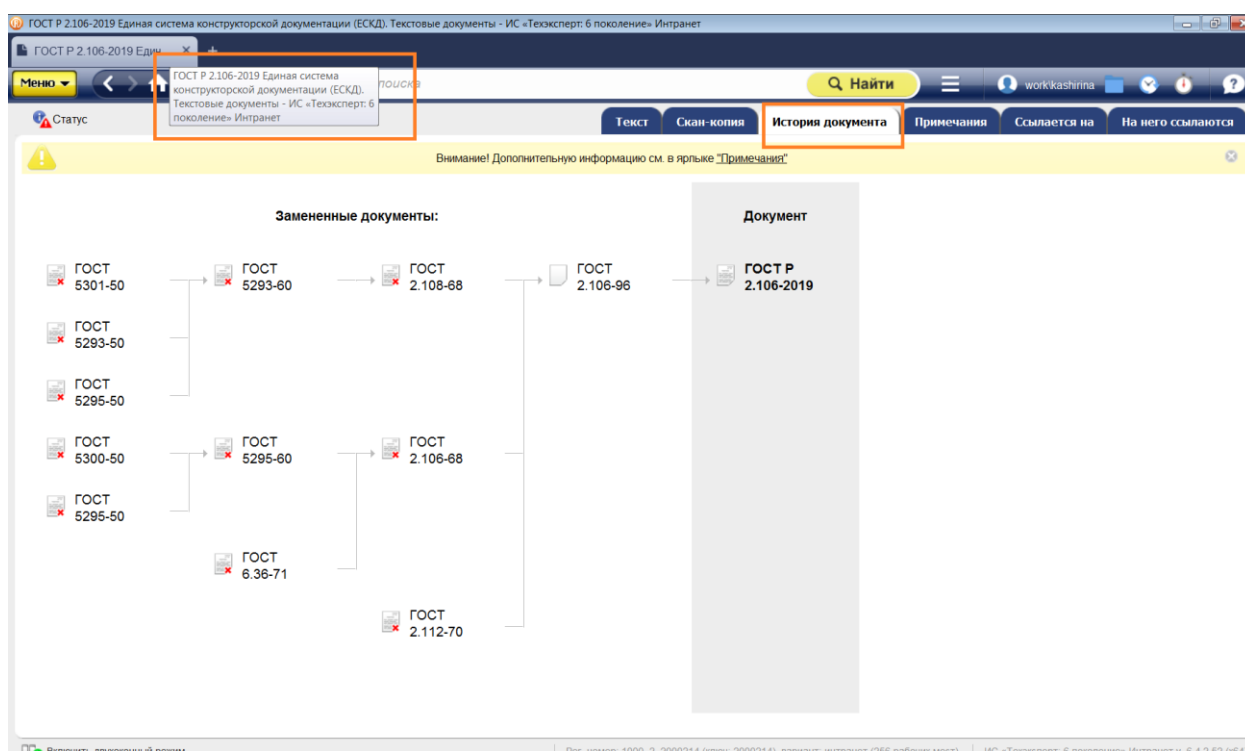 ГОСТ Р 2.106-2019 Единая система конструкторской документации (ЕСКД). Текстовые документы - ИС «Техэксперт: 6 поколение» Интранет
ГОСТ Р 2.106-2019 Един
Меню
ГОСТ Р 2.106-2019 Единая система
конструкторской документации (ЕСКД).
Текстовые документы - ИС «Техэксперт: 6
поколение» Интранет
поиска
Найти
work\kashirina
Статус
Текст
Скан-копия
История документа
Примечания
Ссылается на
На него ссылаются
Внимание! Дополнительную информацию см. в ярлыке "Примечания"
Замененные документы:
Документ
ГОСТ
5301-50
ГОСТ
5293-60
ГОСТ
2.108-68
ГОСТ
2.106-96
ГОСТ Р
2.106-2019
ГОСТ
5293-50
ГОСТ
5295-50
ГОСТ
5300-50
ГОСТ
5295-60
ГОСТ
2.106-68
ГОСТ
5295-50
ГОСТ
6.36-71
ГОСТ
2.112-70
Включить двухоконный режим